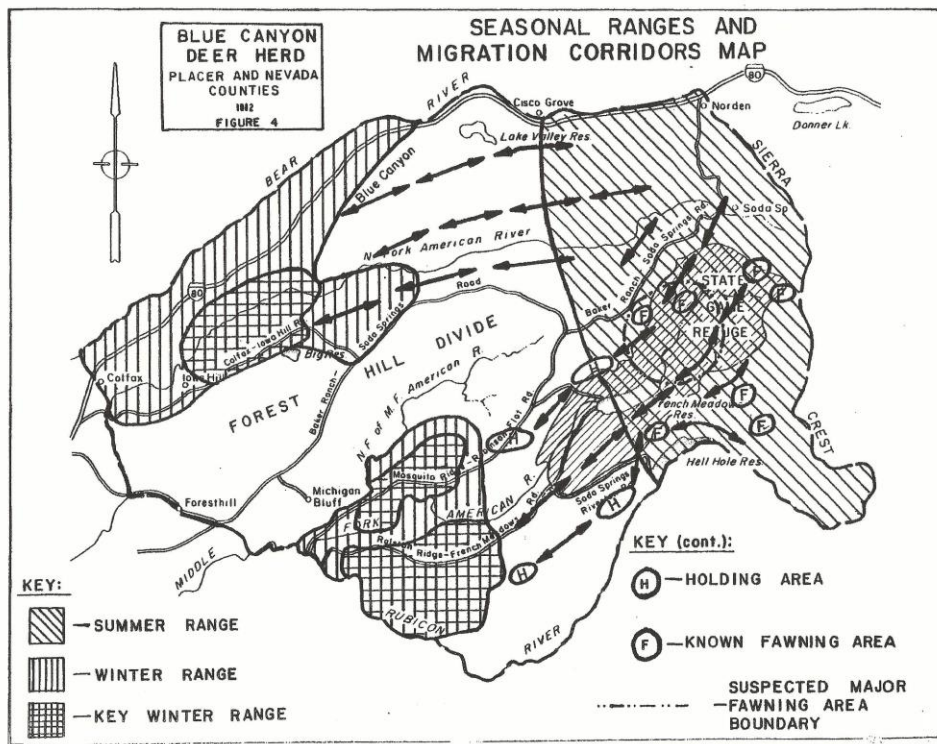 BLUE CANYON
DEER HERD
PLACER AND NEVADA
COUNTIES
1982
FIGURE 4
SEASONAL RANGES AND
MIGRATION CORRIDORS MAP
80
Norden
Donner Lk.
Cisco Grove
RIVER
Lake Valley Res.
BEAR
Blue Canyon
SIERRA
Soda Sp
N. Fork American River
Baker Ranch Soda Springs Rd.
STATE
GAME
REFUGE
F
F
F
F
80
Road
Colfax-Iowa Hill R
Big Res
Soda Springs
Baker Ranch-
Colfax
Iowa Hill
FOREST HILL DIVIDE
N. F. of M. F. American R.
French Meadows
Res.
F
F
F
Hell Hole Res.
CREST
H
Mosquito Ridge-Robinson Flat Rd.
Foresthill
Michigan
Bluff
MIDDLE
FORK
AMERICAN R.
Ralston Ridge-French Meadows Rd.
Soda Springs
H
H
RUBICON
RIVER
KEY:
SUMMER RANGE
WINTER RANGE
KEY WINTER RANGE
KEY (cont.):
H HOLDING AREA
F KNOWN FAWNING AREA
SUSPECTED MAJOR
FAWNING AREA
BOUNDARY